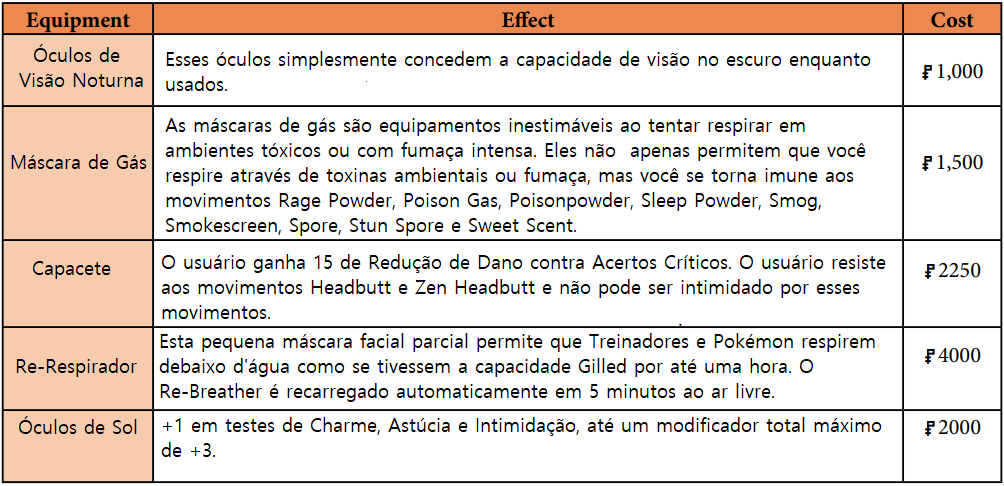 Equipment Effect Cost
Óculos de
Visão Noturna
Esses óculos simplesmente concedem a capacidade de visão no escuro enquanto
usados.
₣ 1,000
Máscara de Gás
As máscaras de gás são equipamentos inestimáveis ao tentar respirar em
ambientes tóxicos ou com fumaça intensa. Eles não apenas permitem que você
respire através de toxinas ambientais ou fumaça, mas você se torna imune aos
movimentos Rage Powder, Poison Gas, Poisonpowder, Sleep Powder, Smog,
Smokescreen, Spore, Stun Spore e Sweet Scent.
₣ 1,500
Capacete
O usuário ganha 15 de Redução de Dano contra Acertos Críticos. O usuário resiste
aos movimentos Headbutt e Zen Headbutt e não pode ser intimidado por esses
movimentos.
₣ 2250
Re-Respirador
Esta pequena máscara facial parcial permite que Treinadores e Pokémon respirem
debaixo d'água como se tivessem a capacidade Gilled por até uma hora. O
Re-Breather é recarregado automaticamente em 5 minutos ao ar livre.
₣ 4000
Óculos de Sol
+1 em testes de Charme, Astúcia e Intimidação, até um modificador total máximo
de +3.
₣ 2000